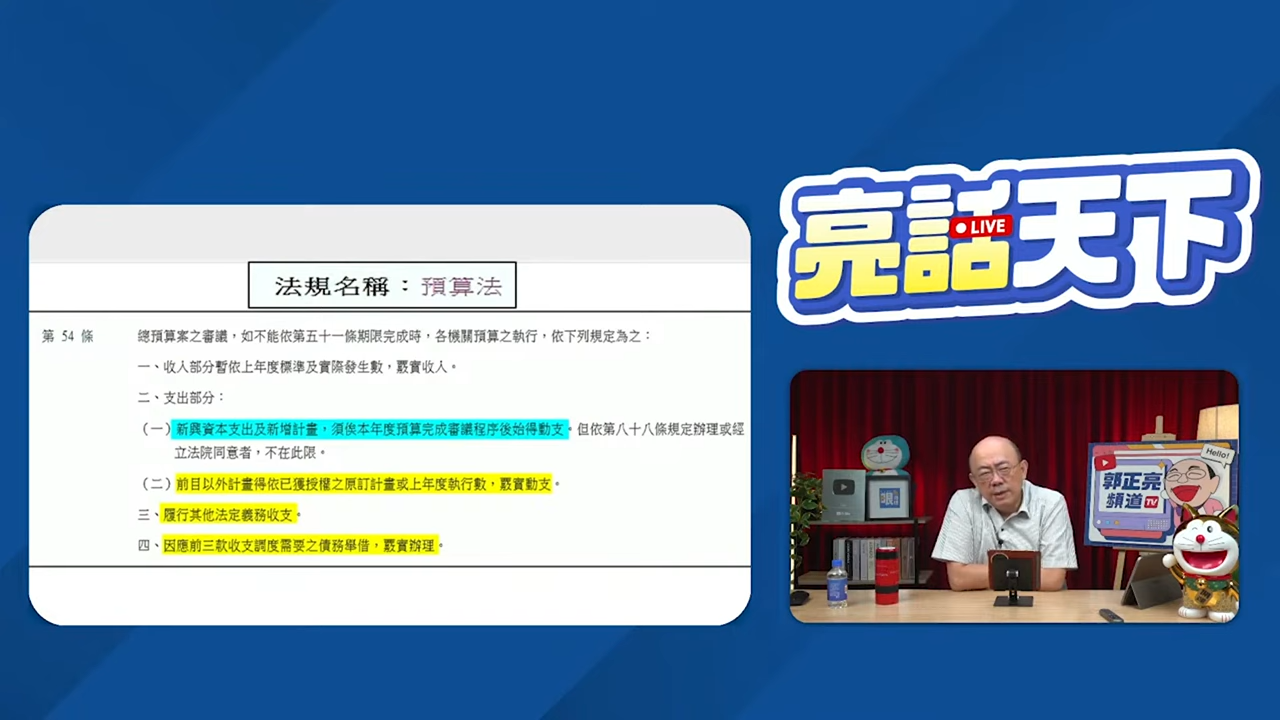 法規名稱：預算法
第 54 條
總預算案之審議，如不能依第五十一條期限完成時，各機關預算之執行，依下列規定為之：
一、收入部分暫依上年度標準及實際發生數，覈實收入。
二、支出部分：
（一）新興資本支出及新增計畫，須俟本年度預算完成審議程序後始得動支。但依第八十八條規定辦理或經
立法院同意者，不在此限。
（二）前目以外計畫得依已獲授權之原訂計畫或上年度執行數，覈實動支。
三、履行其他法定義務收支。
四、因應前三款收支調度需要之債務舉借，覈實辦理。
亮話天下
LIVE
Hello!
郭正亮
頻道TV